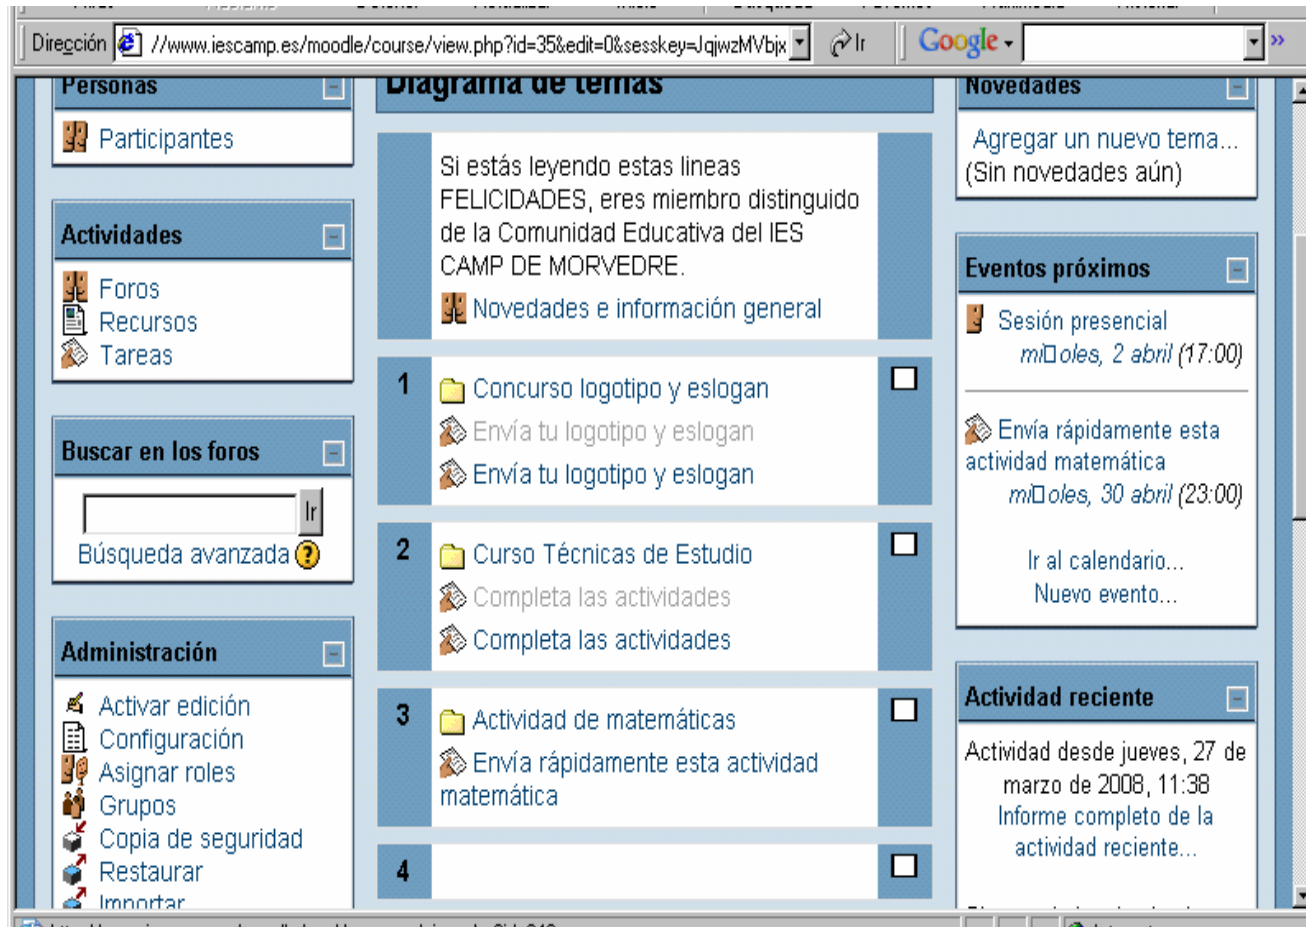 Dirección //www.iescamp.es/moodle/course/view.php?id=35&edit=0&sesskey=JqjwzMVbjx Ir Google »
Personas
Participantes
Actividades
Foros
Recursos
Tareas
Buscar en los foros
Ir
Búsqueda avanzada ?
Administración
Activar edición
Configuración
Asignar roles
Grupos
Copia de seguridad
Restaurar
Importar
Diagrama de temas
Si estás leyendo estas lineas
FELICIDADES, eres miembro distinguido
de la Comunidad Educativa del IES
CAMP DE MORVEDRE.
Novedades e información general
1 Concurso logotipo y eslogan
Envía tu logotipo y eslogan
Envía tu logotipo y eslogan
2 Curso Técnicas de Estudio
Completa las actividades
Completa las actividades
3 Actividad de matemáticas
Envía rápidamente esta actividad
matemática
4
Novedades
Agregar un nuevo tema...
(Sin novedades aún)
Eventos próximos
Sesión presencial
mi□oles, 2 abril (17:00)
Envía rápidamente esta
actividad matemática
mi□oles, 30 abril (23:00)
Ir al calendario...
Nuevo evento...
Actividad reciente
Actividad desde jueves, 27 de
marzo de 2008, 11:38
Informe completo de la
actividad reciente...